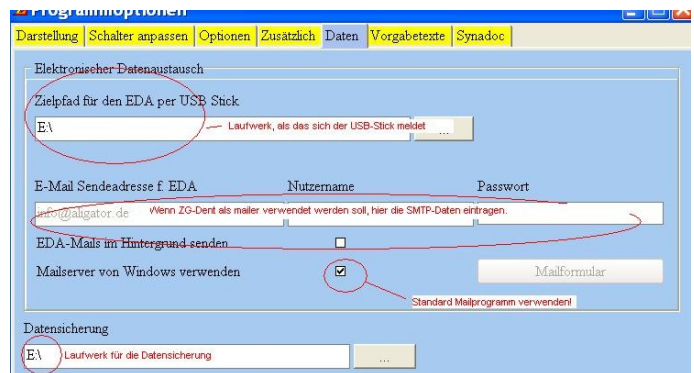 Programmoptionen
Darstellung Schalter anpassen Optionen Zusätzlich Daten Vorgabetexte Synadoc
Elektronischer Datenaustausch
Zielpfad für den EDA per USB Stick
E:\ Laufwerk, als das sich der USB-Stick meldet ...
E-Mail Sendeadresse f. EDA Nutzername Passwort
info@aligator.de Wenn ZG-Dent als mailer verwendet werden soll, hier die SMTP-Daten eintragen.
EDA-Mails im Hintergrund senden
Mailserver von Windows verwenden Mailformular
Standard Mailprogramm verwenden!
Datensicherung
E:\ Laufwerk für die Datensicherung ...